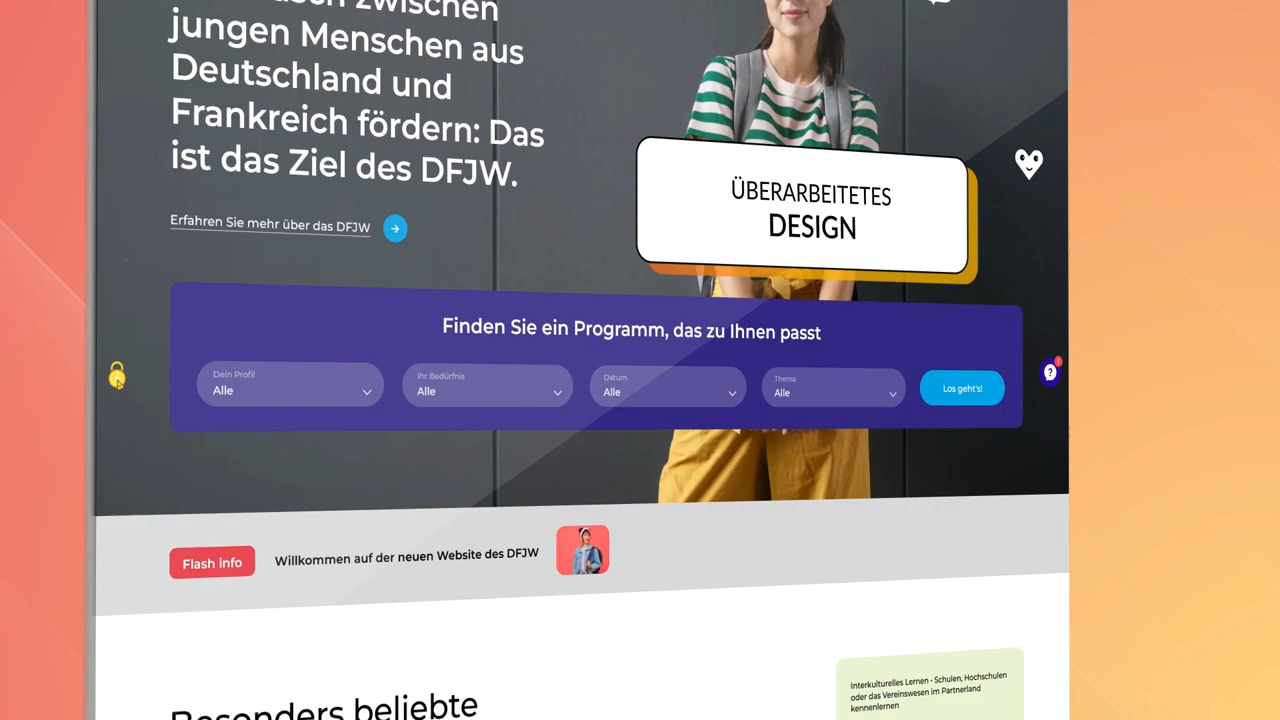 zwischen
jungen Menschen aus
Deutschland und
Frankreich fördern: Das
ist das Ziel des DFJW.
Erfahren Sie mehr über das DFJW
ÜBERARBEITETES
DESIGN
Finden Sie ein Programm, das zu Ihnen passt
Dein Profil
Alle
Ihr Bedürfnis
Alle
Datum
Alle
Thema
Alle
Los geht's!
?
1
Flash info
Willkommen auf der neuen Website des DFJW
Interkulturelles Lernen • Schulen, Hochschulen
oder das Vereinswesen im Partnerland
kennenlernen
Besonders beliebte